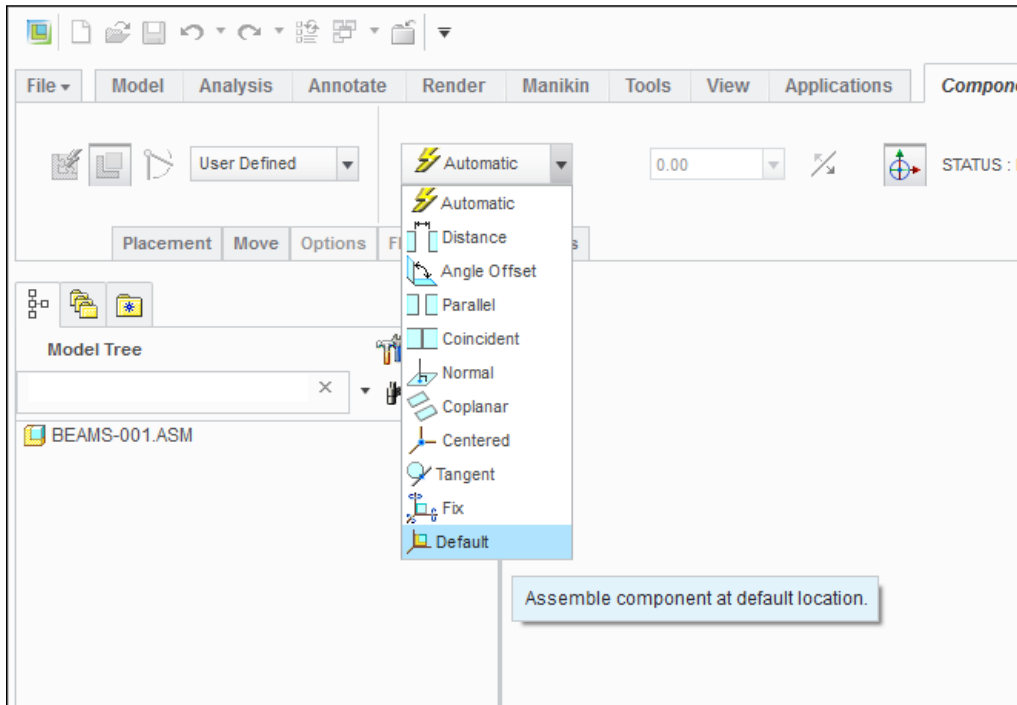 File Model Analysis Annotate Render Manikin Tools View Applications Compon
User Defined Automatic 0.00 STATUS :
Automatic
Distance
Placement Move Options s
Angle Offset
Parallel
Coincident
Model Tree
Normal
Coplanar
BEAMS-001.ASM
Centered
Tangent
Fix
Default
Assemble component at default location.